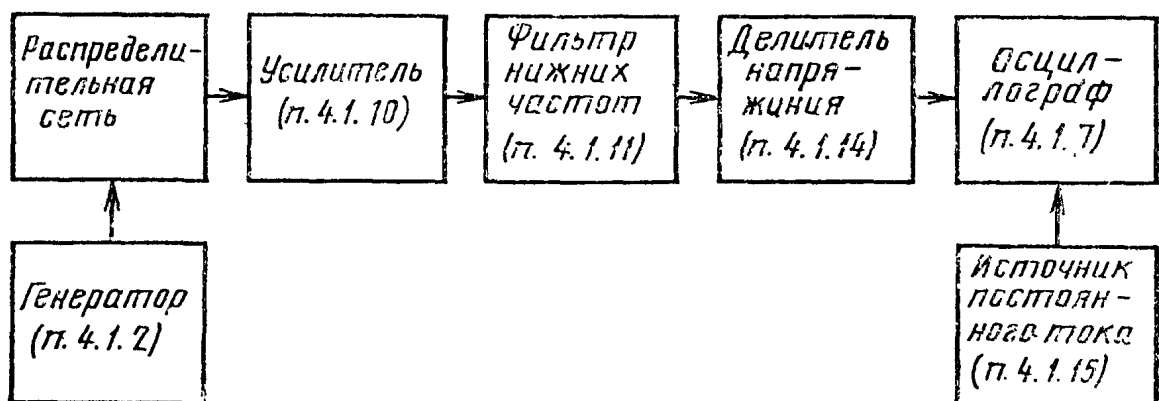 Распредели-
тельная
сеть
Усилитель
(п. 4.1.10)
Фильтр
нижних
частот
(п. 4.1.11)
Делитель
напря-
жиния
(п. 4.1.14)
Осцил-
лограф
(п. 4.1.7)
Генератор
(п. 4.1.2)
Источник
постоян-
ного тока
(п. 4.1.15)